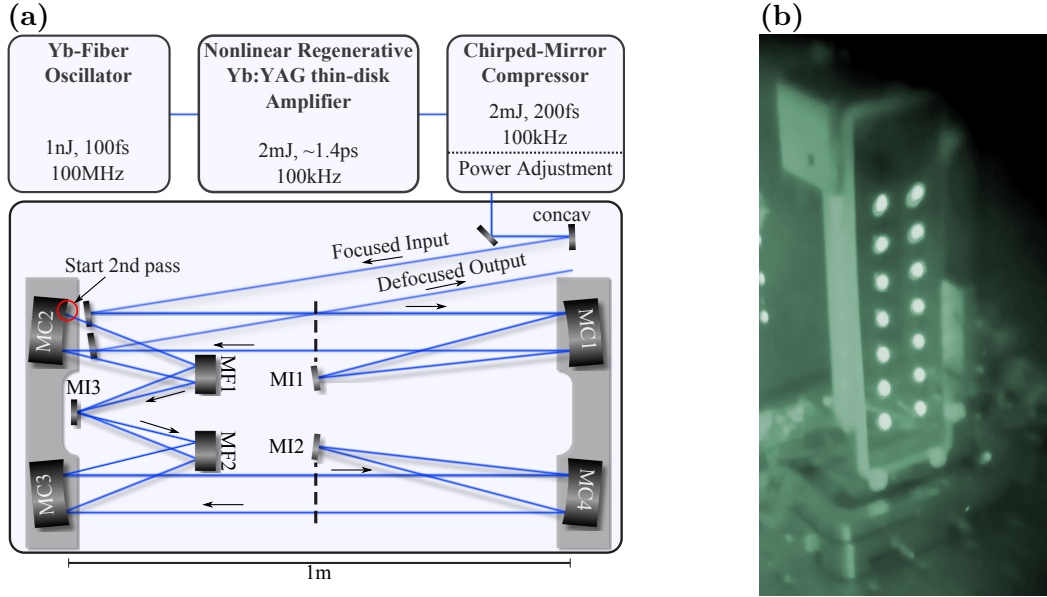 (a)
(b)
Yb-Fiber
Oscillator
1nJ, 100fs
100MHz
Nonlinear Regenerative
Yb:YAG thin-disk
Amplifier
2mJ, ~1.4ps
100kHz
Chirped-Mirror
Compressor
2mJ, 200fs
100kHz
Power Adjustment
concav
Focused Input
Defocused Output
Start 2nd pass
MC2
MC1
MF1
MI1
MI3
MI2
MF2
MC3
MC4
1m